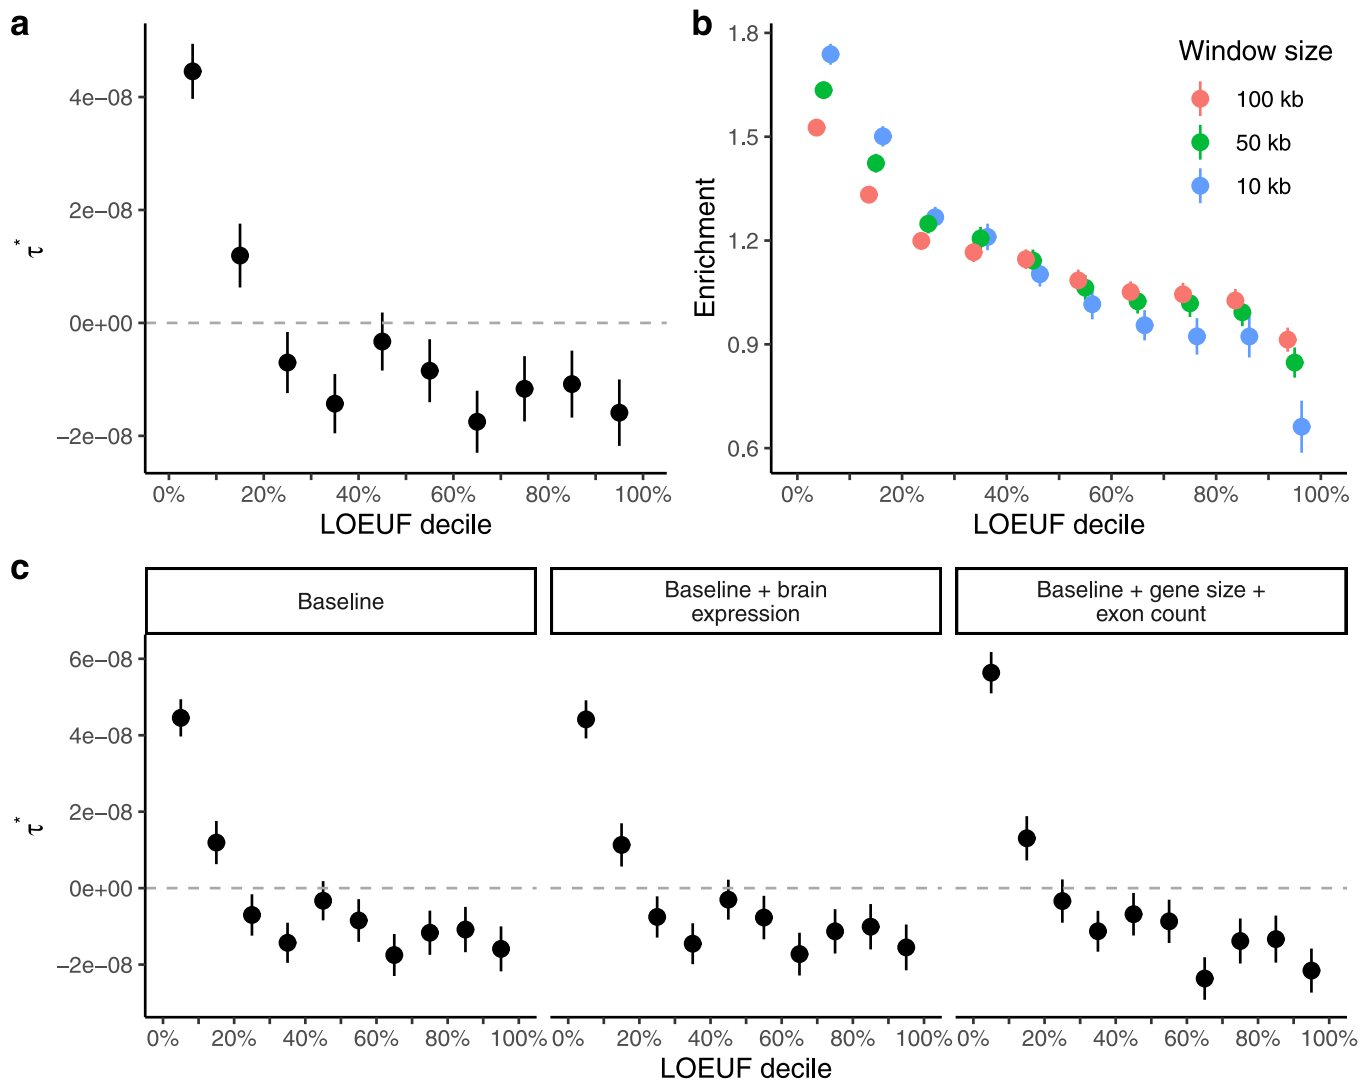 a
4e−08
2e−08
0e+00
−2e−08
τ*
0% 20% 40% 60% 80% 100%
LOEUF decile
b
1.8
1.5
1.2
0.9
0.6
Enrichment
Window size
100 kb
50 kb
10 kb
0% 20% 40% 60% 80% 100%
LOEUF decile
c
Baseline
Baseline + brain
expression
Baseline + gene size +
exon count
6e−08
4e−08
2e−08
0e+00
−2e−08
τ*
0% 20% 40% 60% 80% 100%
0% 20% 40% 60% 80% 100%
0% 20% 40% 60% 80% 100%
LOEUF decile